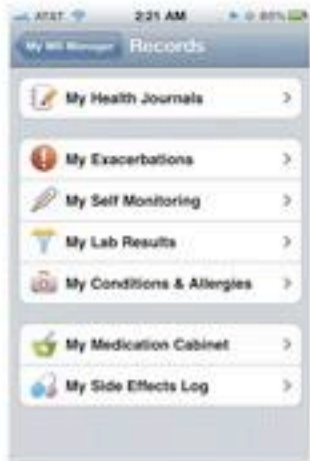 AT&T 2:21 AM
My MS Manager Records
My Health Journals
My Exacerbations
My Self Monitoring
My Lab Results
My Conditions & Allergies
My Medication Cabinet
My Side Effects Log